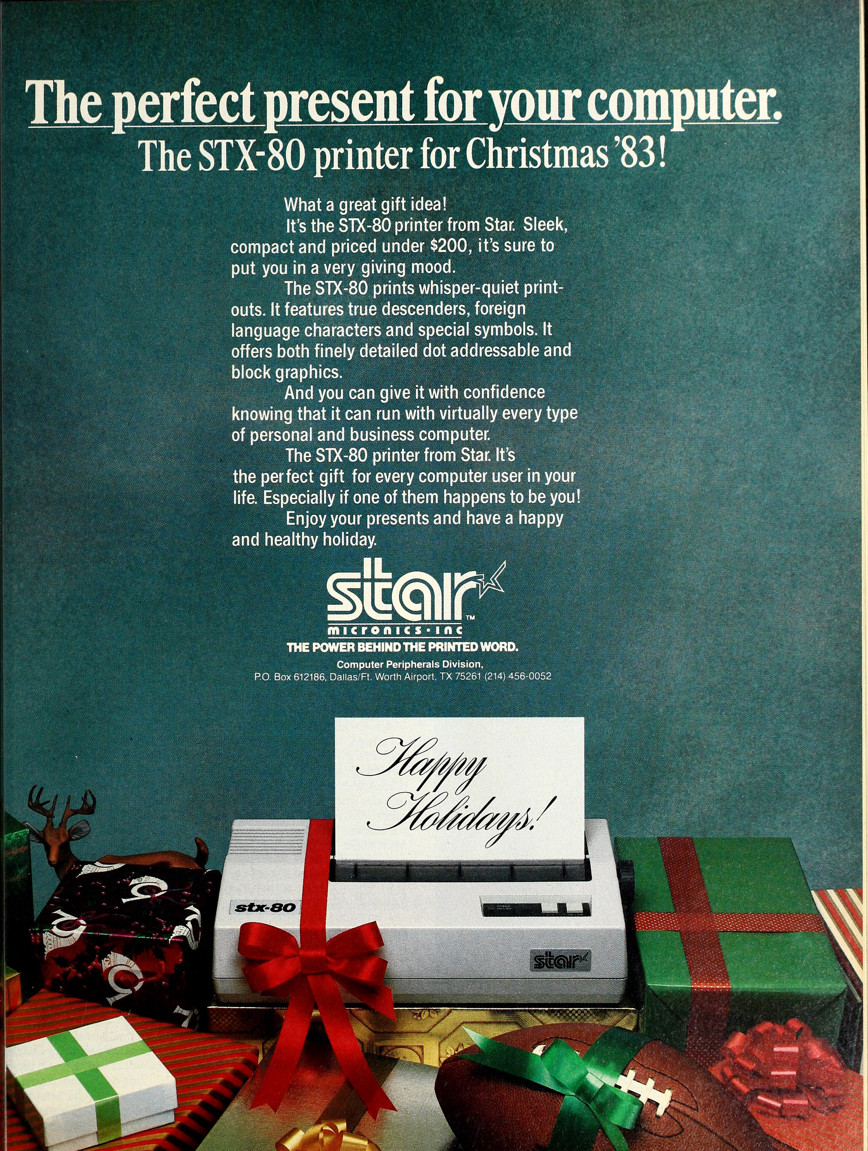 The perfect present for your computer.
The STX-80 printer for Christmas '83!
What a great gift idea!
It's the STX-80 printer from Star. Sleek,
compact and priced under $200, it's sure to
put you in a very giving mood.
The STX-80 prints whisper-quiet print-
outs. It features true descenders, foreign
language characters and special symbols. It
offers both finely detailed dot addressable and
block graphics.
And you can give it with confidence
knowing that it can run with virtually every type
of personal and business computer.
The STX-80 printer from Star. It's
the perfect gift for every computer user in your
life. Especially if one of them happens to be you!
Enjoy your presents and have a happy
and healthy holiday.
star
TM
micronics·inc
THE POWER BEHIND THE PRINTED WORD.
Computer Peripherals Division,
P.O. Box 612186, Dallas/Ft. Worth Airport, TX 75261 (214) 456-0052
Happy
Holidays!
stx-80
star